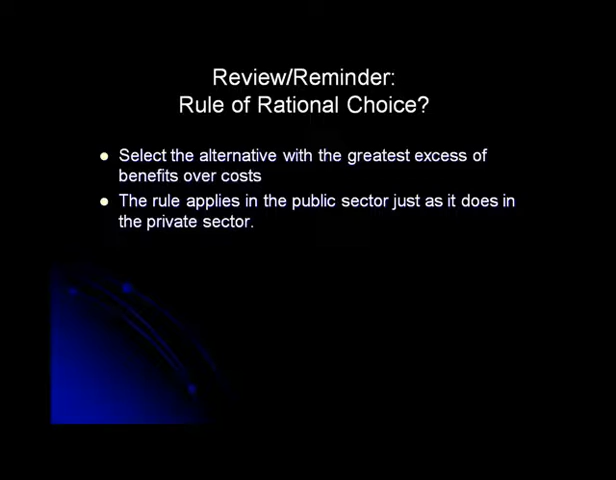 Review/Reminder:
Rule of Rational Choice?
Select the alternative with the greatest excess of
benefits over costs
The rule applies in the public sector just as it does in
the private sector.